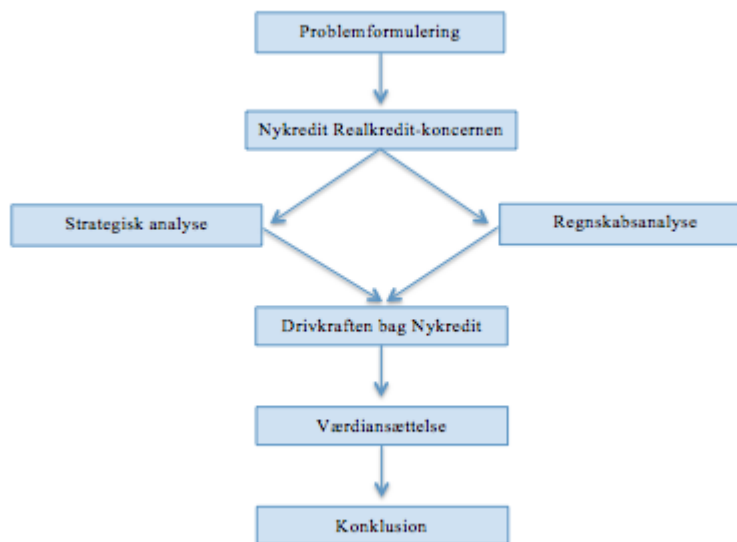 Problemformulering
Nykredit Realkredit-koncernen
Strategisk analyse
Regnskabsanalyse
Drivkraften bag Nykredit
Værdiansættelse
Konklusion